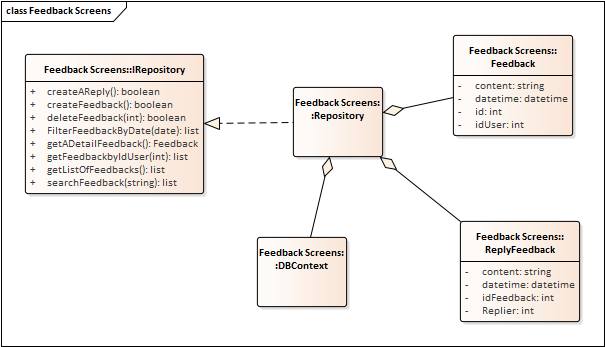 class Feedback Screens
Feedback Screens::IRepository
+ createAReply(): boolean
+ createFeedback(): boolean
+ deleteFeedback(int): boolean
+ FilterFeedbackByDate(date): list
+ getADetailFeedback(): Feedback
+ getFeedbackbyIdUser(int): list
+ getListOfFeedbacks(): list
+ searchFeedback(string): list
Feedback Screens:
:Repository
Feedback Screens::
Feedback
- content: string
- datetime: datetime
- id: int
- idUser: int
Feedback Screens:
:DBContext
Feedback Screens::
ReplyFeedback
- content: string
- datetime: datetime
- idFeedback: int
- Replier: int